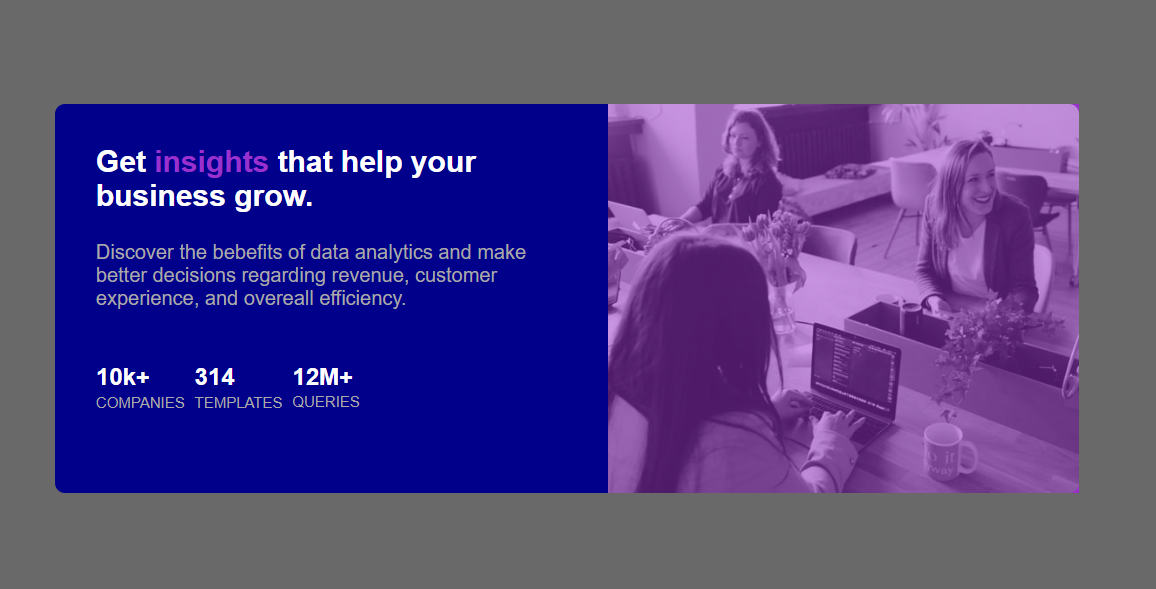 Get insights that help your
business grow.
Discover the bebefits of data analytics and make
better decisions regarding revenue, customer
experience, and overeall efficiency.
10k+ 314 12M+
COMPANIES TEMPLATES QUERIES